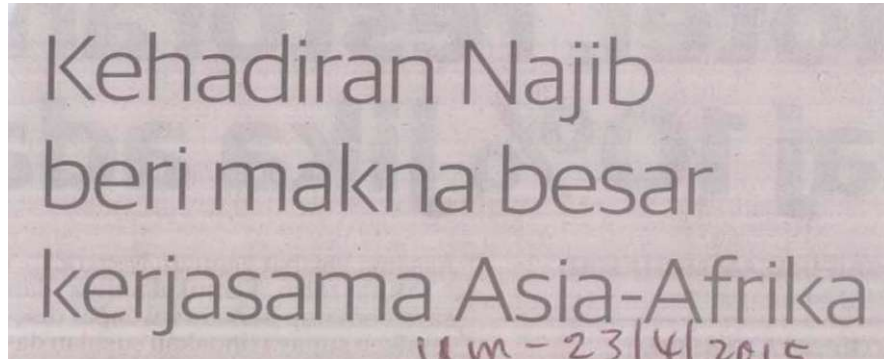 Kehadiran Najib
beri makna besar
kerjasama Asia-Afrika
um - 23/4/2015